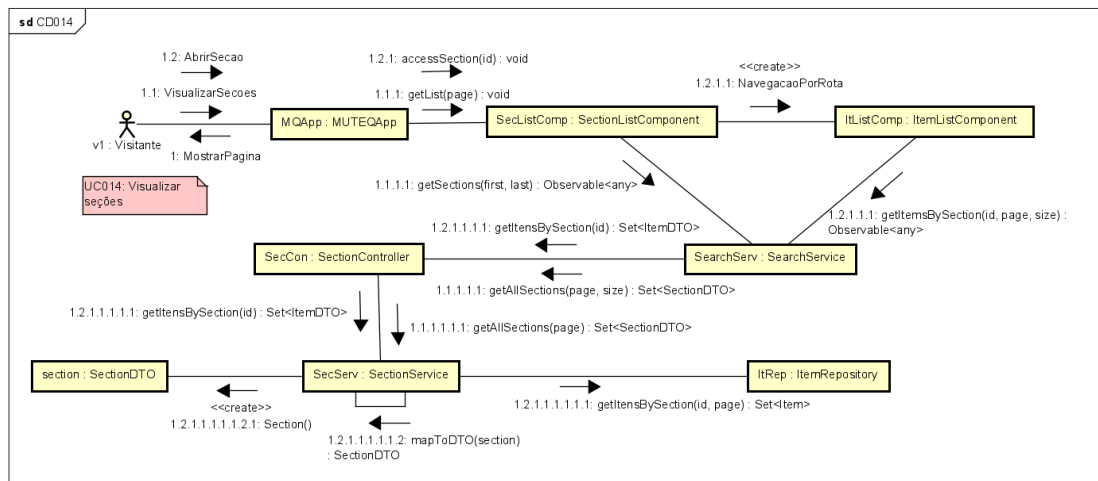 sd CD014
1.2: AbrirSecao
1.2.1: accessSection(id) : void
<<create>>
1.2.1.1: NavegacaoPorRota
1.1: VisualizarSecoes
1.1.1: getList(page) : void
MQApp : MUTEQApp
SecListComp : SectionListComponent
ItListComp : ItemListComponent
v1 : Visitante
1: MostrarPagina
UC014: Visualizar
seções
1.1.1.1: getSections(first, last) : Observable<any>
1.2.1.1.1: getItemsBySection(id, page, size) :
Observable<any>
1.2.1.1.1.1: getItensBySection(id) : Set<ItemDTO>
SecCon : SectionController
SearchServ : SearchService
1.1.1.1.1: getAllSections(page, size) : Set<SectionDTO>
1.2.1.1.1.1.1: getItensBySection(id) : Set<ItemDTO>
1.1.1.1.1.1: getAllSections(page) : Set<SectionDTO>
section : SectionDTO
SecServ : SectionService
ItRep : ItemRepository
<<create>>
1.2.1.1.1.1.1.2.1: Section()
1.2.1.1.1.1.1.1: getItensBySection(id, page) : Set<Item>
1.2.1.1.1.1.1.2: mapToDTO(section)
: SectionDTO